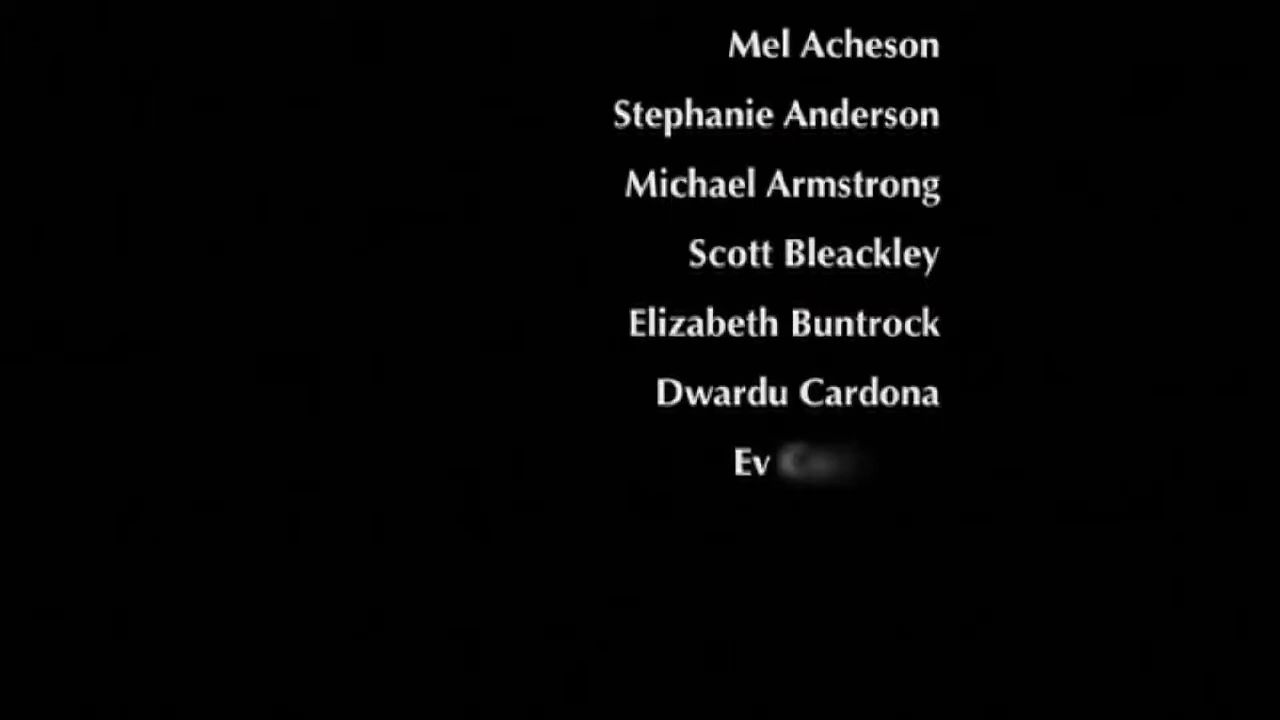 Mel Acheson
Stephanie Anderson
Michael Armstrong
Scott Bleackley
Elizabeth Buntrock
Dwardu Cardona
Ev